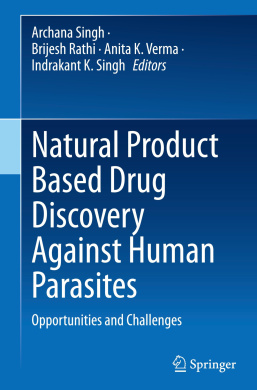 Archana Singh ·
Brijesh Rathi · Anita K. Verma ·
Indrakant K. Singh Editors
Natural Product
Based Drug
Discovery
Against Human
Parasites
Opportunities and Challenges
Springer